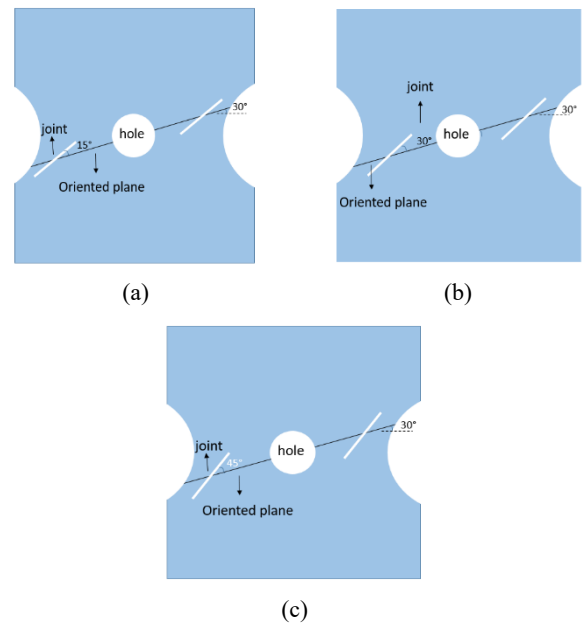 joint
15°
hole
30°
Oriented plane
(a)
joint
30°
hole
30°
Oriented plane
(b)
joint
45°
hole
30°
Oriented plane
(c)